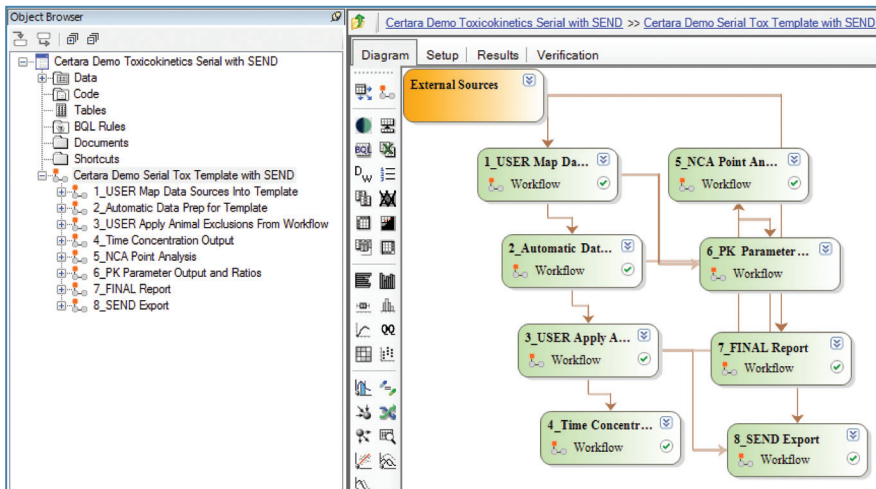 Object Browser
Certara Demo Toxicokinetics Serial with SEND
Data
Code
Tables
BQL Rules
Documents
Shortcuts
Certara Demo Serial Tox Template with SEND
1_USER Map Data Sources Into Template
2_Automatic Data Prep for Template
3_USER Apply Animal Exclusions From Workflow
4_Time Concentration Output
5_NCA Point Analysis
6_PK Parameter Output and Ratios
7_FINAL Report
8_SEND Export
Certara Demo Toxicokinetics Serial with SEND >> Certara Demo Serial Tox Template with SEND
Diagram Setup Results Verification
External Sources
BQL
D W
QQ
1_USER Map Da...
Workflow
5_NCA Point An...
Workflow
2_Automatic Dat...
Workflow
6_PK Parameter ...
Workflow
3_USER Apply A...
Workflow
7_FINAL Report
Workflow
4_Time Concentr...
Workflow
8_SEND Export
Workflow